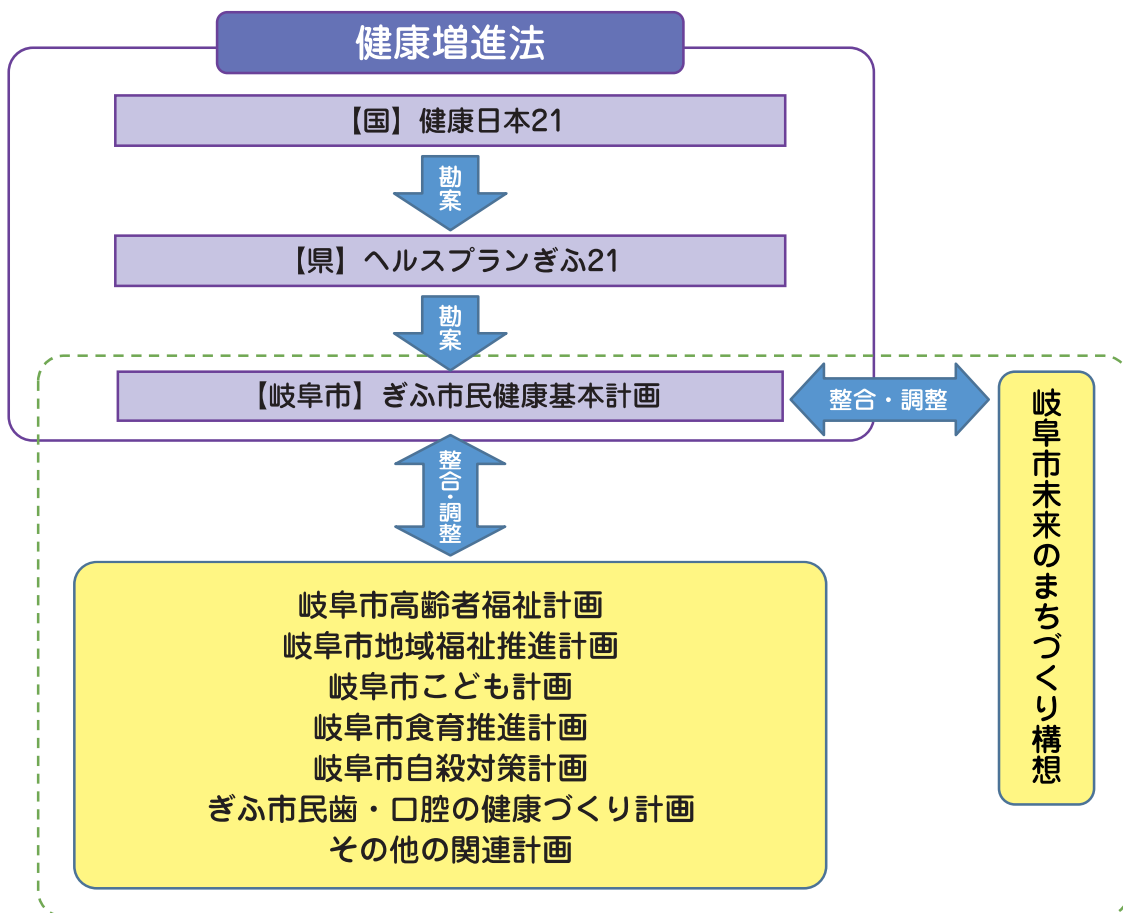 健康増進法
【国】健康日本21
勘案
【県】ヘルスプランぎふ21
勘案
【岐阜市】ぎふ市民健康基本計画
整合・調整
岐阜市未来のまちづくり構想
整合・調整
岐阜市高齢者福祉計画
岐阜市地域福祉推進計画
岐阜市こども計画
岐阜市食育推進計画
岐阜市自殺対策計画
ぎふ市民歯・口腔の健康づくり計画
その他の関連計画